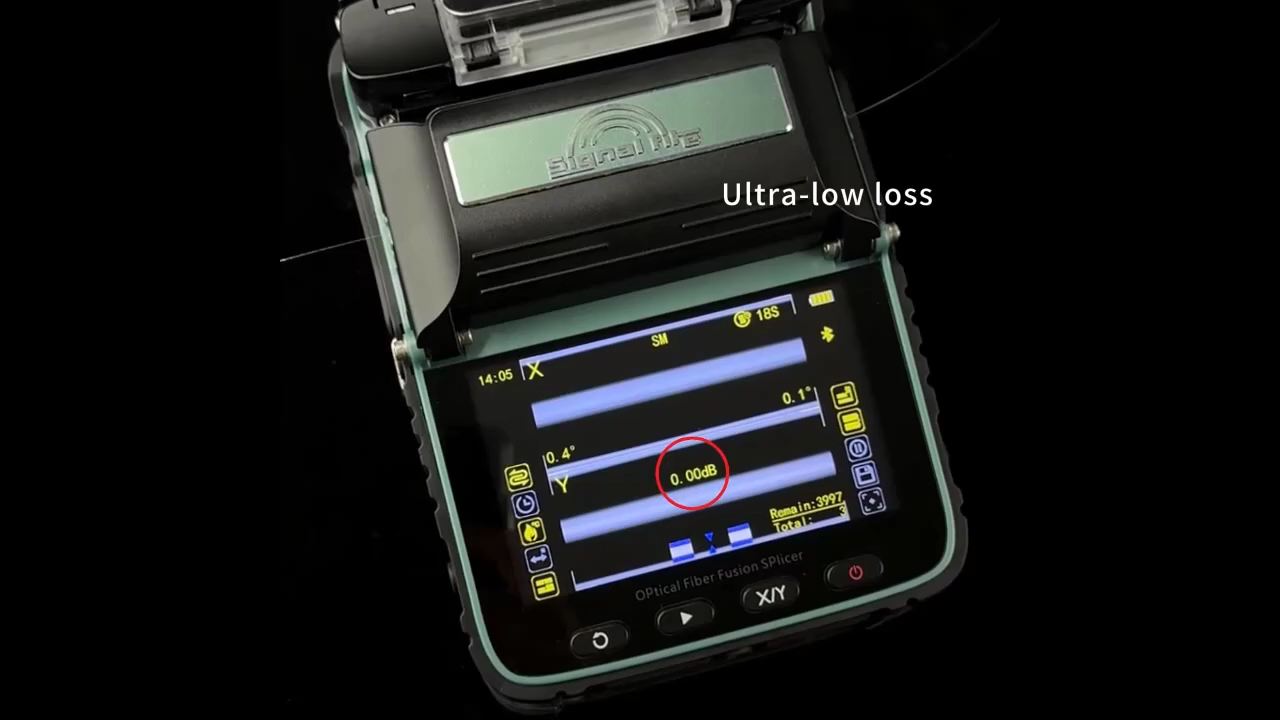 Signal fire
Ultra-low loss
18S
SM
14:05
X
0.1°
0.4°
Y
0.00dB
Remain:3997
Total: 3
OPtical Fiber Fusion SPlicer
X/Y